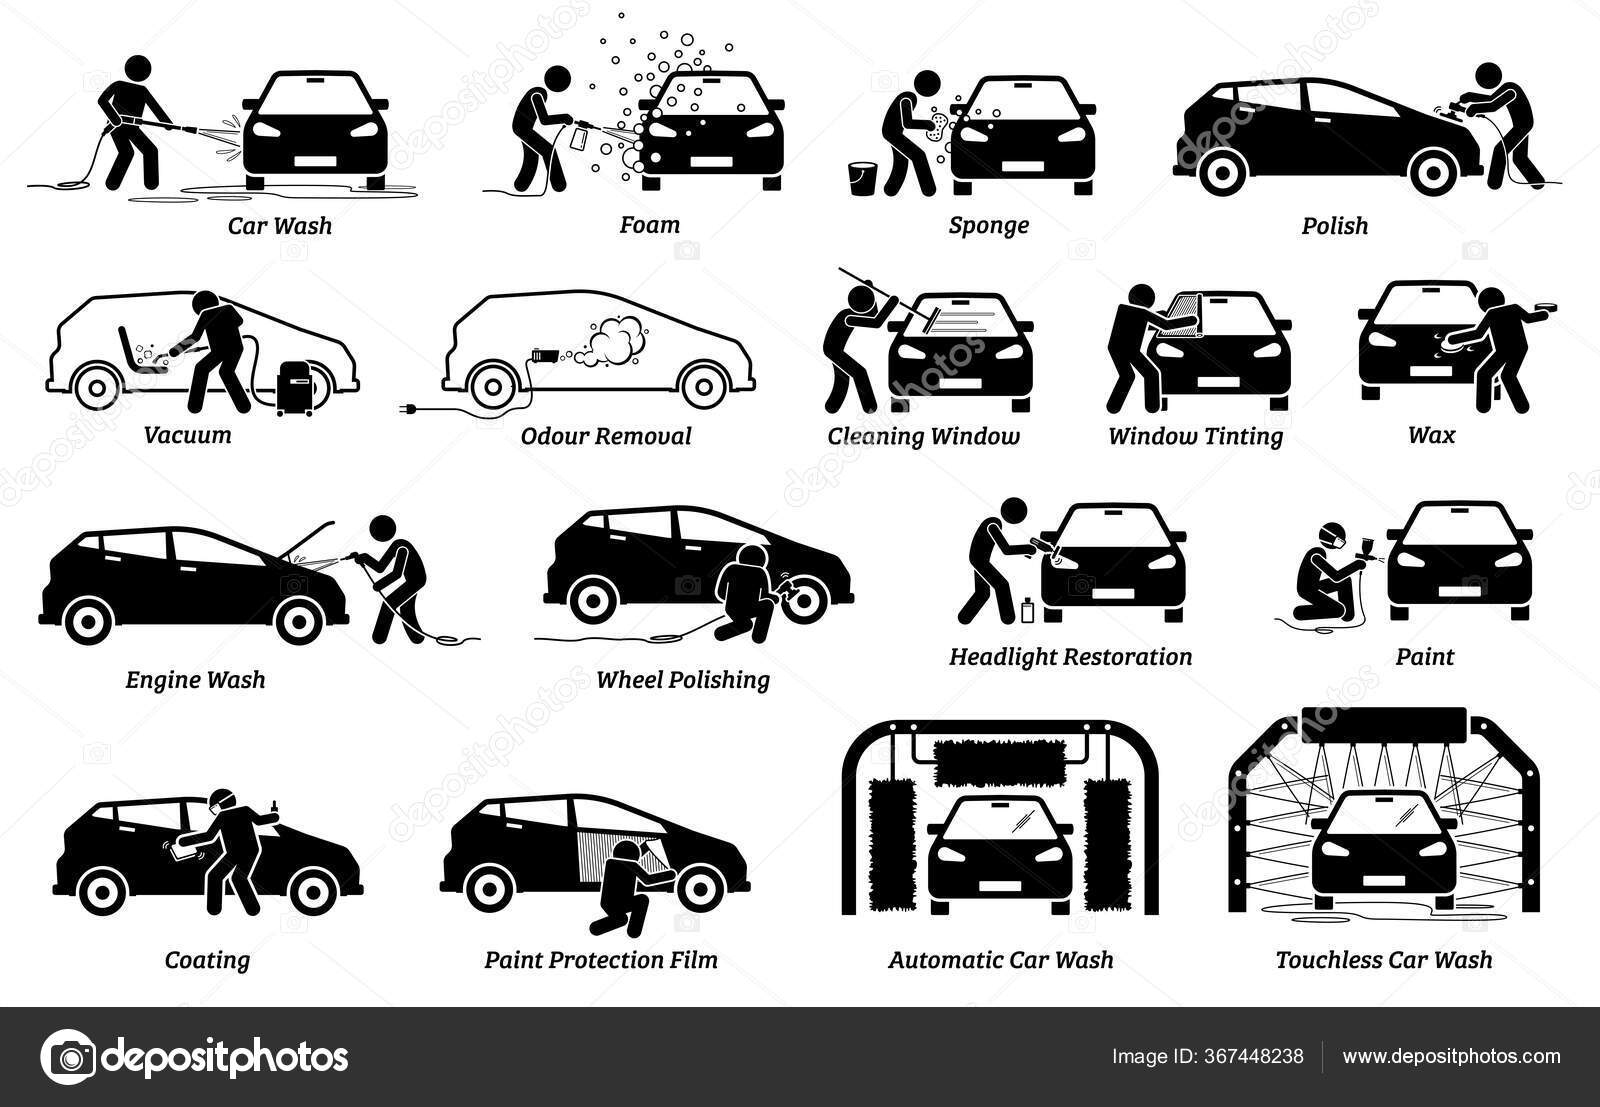 Car Wash
Foam
Sponge
Polish
Vacuum
Odour Removal
Cleaning Window
Window Tinting
Wax
Engine Wash
Wheel Polishing
Headlight Restoration
Paint
Coating
Paint Protection Film
Automatic Car Wash
Touchless Car Wash
depositphotos
Image ID: 367448238
www.depositphotos.com